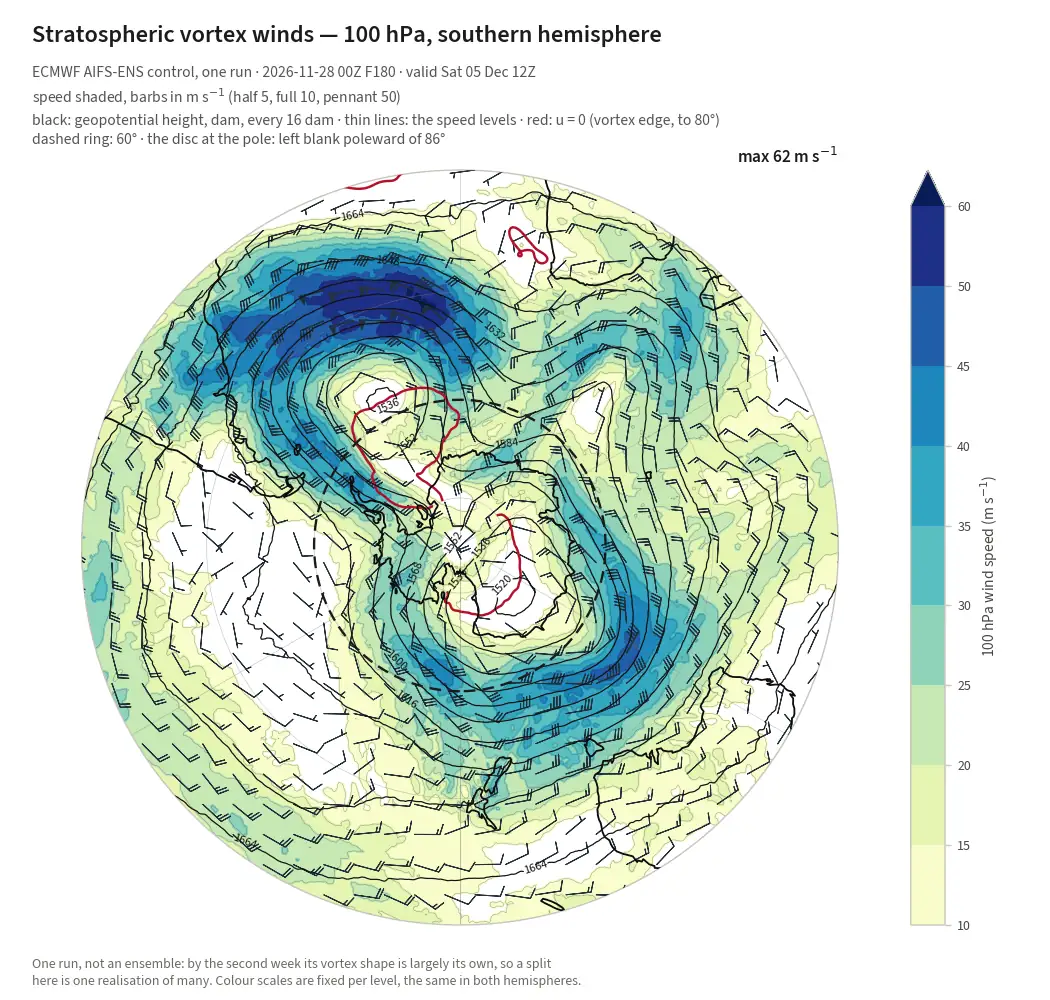 Stratospheric vortex winds — 100 hPa, southern hemisphere
ECMWF AIFS-ENS control, one run · 2026-11-28 00Z F180 · valid Sat 05 Dec 12Z
speed shaded, barbs in m s⁻¹ (half 5, full 10, pennant 50)
black: geopotential height, dam, every 16 dam · thin lines: the speed levels · red: u = 0 (vortex edge, to 80°)
dashed ring: 60° · the disc at the pole: left blank poleward of 86°
max 62 m s⁻¹
60
50
45
40
35
30
25
20
15
10
100 hPa wind speed (m s⁻¹)
1664
1632
1536
1552
1584
1552
1520
1568
1536
1520
1600
1616
1664
1664
One run, not an ensemble: by the second week its vortex shape is largely its own, so a split
here is one realisation of many. Colour scales are fixed per level, the same in both hemispheres.